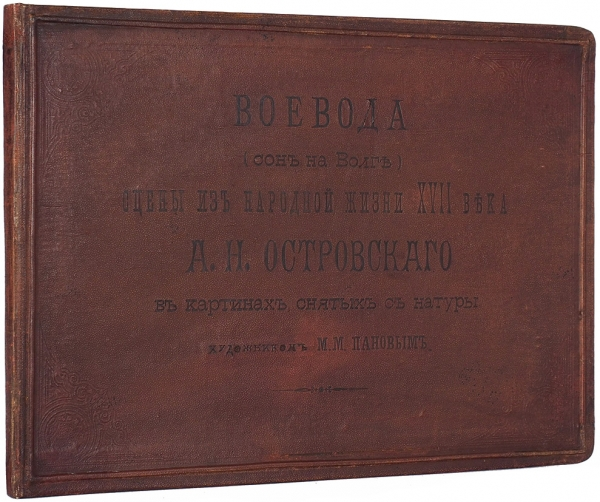 ВОЕВОДА
(сонъ на Волгѣ)
СЦЕНЫ ИЗЪ НАРОДНОЙ ЖИЗНИ XVII ВѢКА
А. Н. ОСТРОВСКАГО
въ картинахъ, снятыхъ съ натуры
художникомъ М. М. ПАНОВЫМЪ.